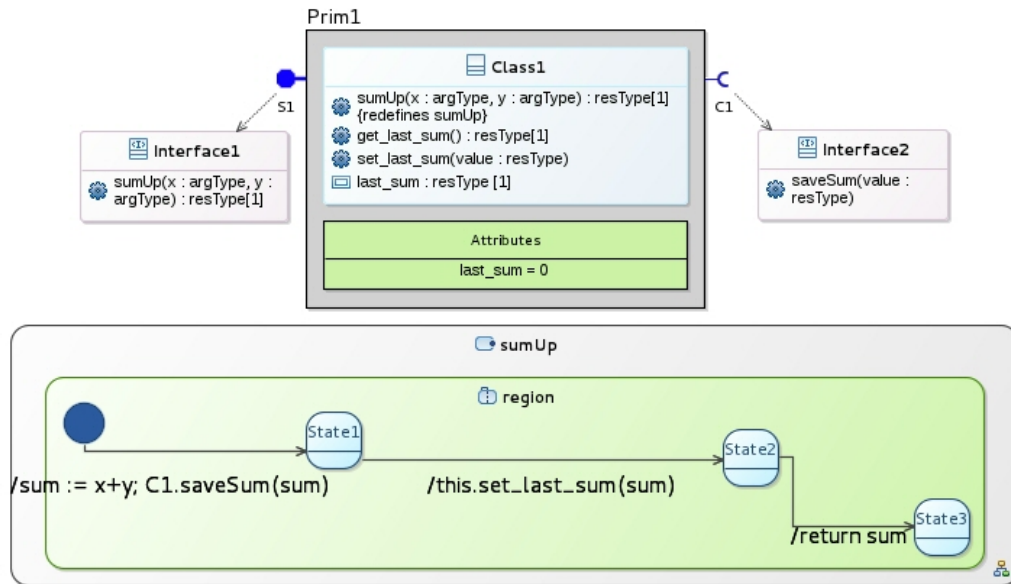 Prim1
Class1
sumUp(x : argType, y : argType) : resType[1]
{redefines sumUp}
get_last_sum() : resType[1]
set_last_sum(value : resType)
last_sum : resType [1]
Attributes
last_sum = 0
S1
<I>
Interface1
sumUp(x : argType, y :
argType) : resType[1]
C1
<I>
Interface2
saveSum(value :
resType)
sumUp
region
State1
/sum := x+y; C1.saveSum(sum)
/this.set_last_sum(sum)
State2
/return sum
State3